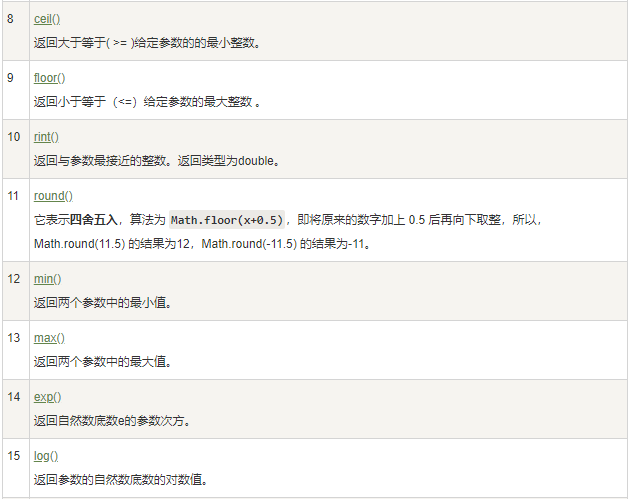 8 ceil()
返回大于等于( >= )给定参数的的最小整数。
9 floor()
返回小于等于（<=）给定参数的最大整数 。
10 rint()
返回与参数最接近的整数。返回类型为double。
11 round()
它表示四舍五入，算法为 Math.floor(x+0.5)，即将原来的数字加上 0.5 后再向下取整，所以，
Math.round(11.5) 的结果为12，Math.round(-11.5) 的结果为-11。
12 min()
返回两个参数中的最小值。
13 max()
返回两个参数中的最大值。
14 exp()
返回自然数底数e的参数次方。
15 log()
返回参数的自然数底数的对数值。